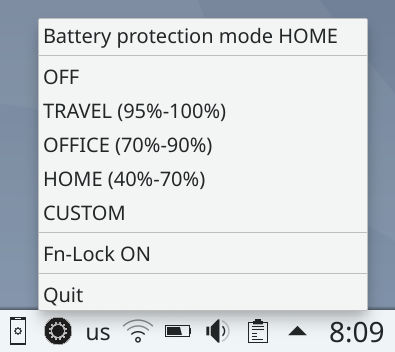 Battery protection mode HOME
OFF
TRAVEL (95%-100%)
OFFICE (70%-90%)
HOME (40%-70%)
CUSTOM
Fn-Lock ON
Quit
us 8:09